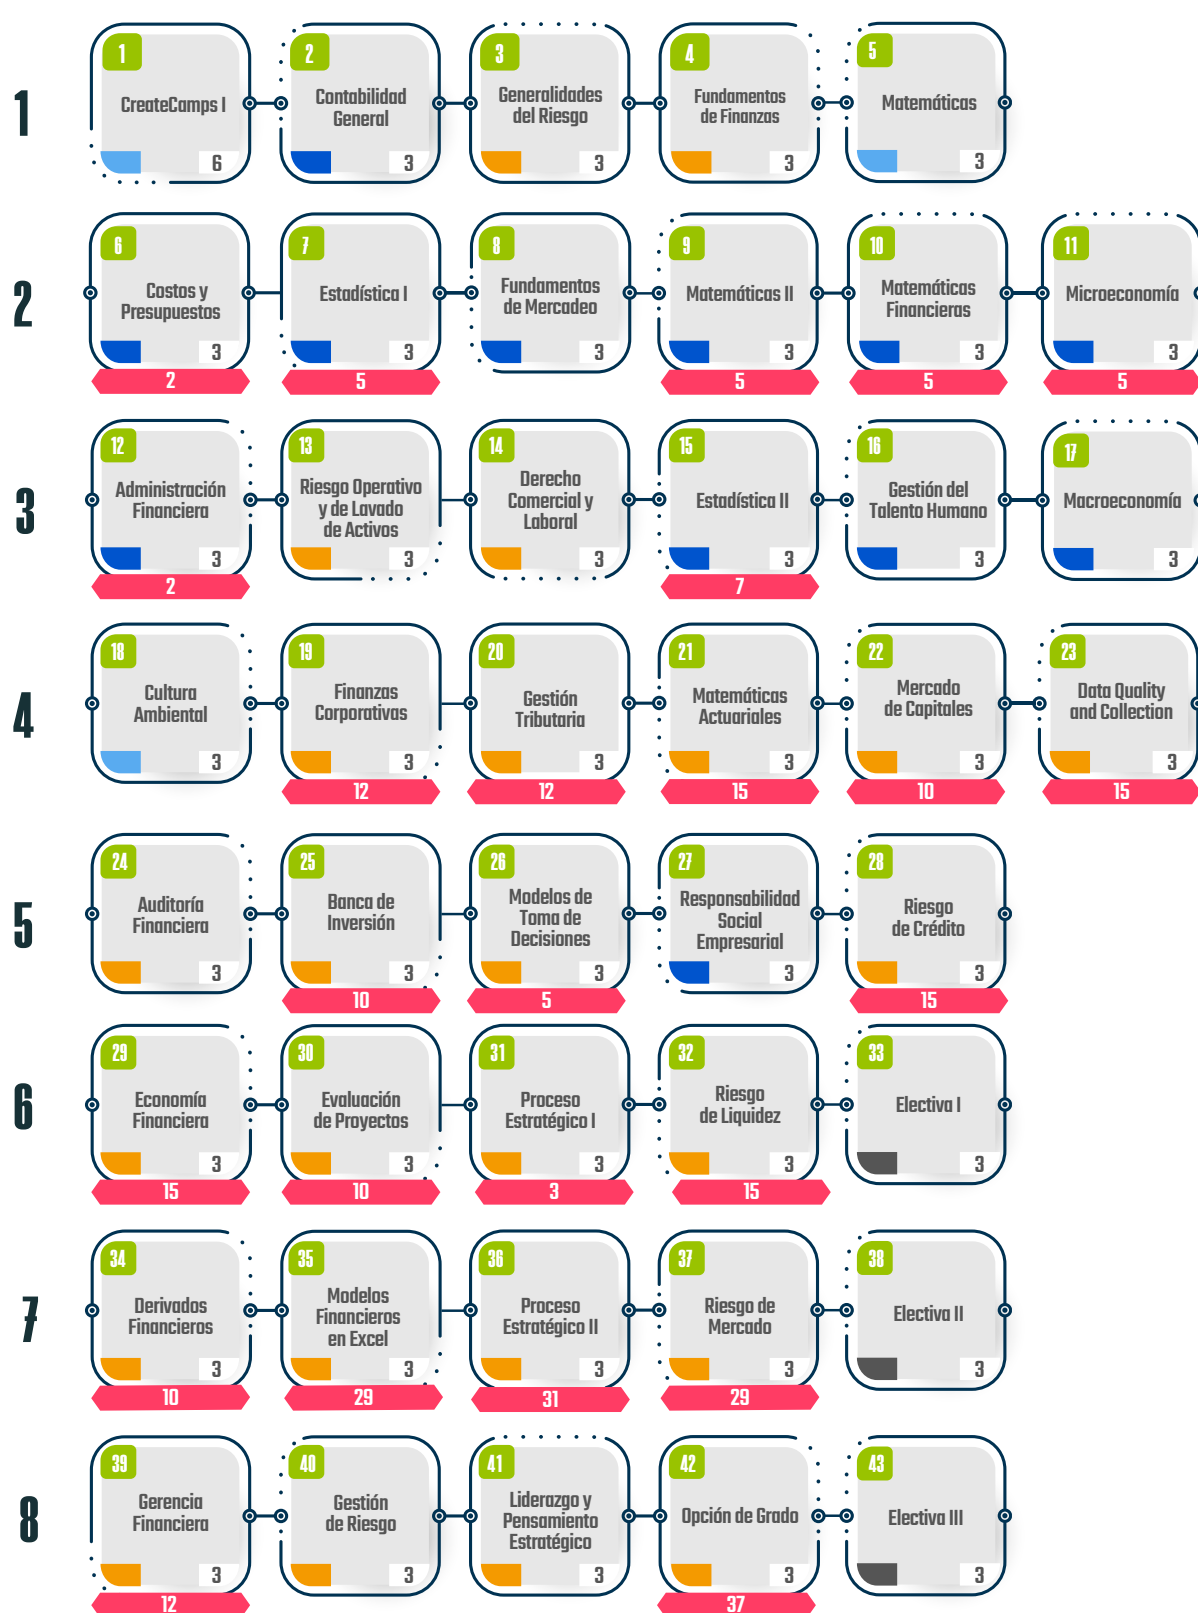 1
1
CreateCamps I
6
2
Contabilidad
General
3
3
Generalidades
del Riesgo
3
4
Fundamentos
de Finanzas
3
5
Matemáticas
3
2
6
Costos y
Presupuestos
3
2
7
Estadística I
3
5
8
Fundamentos
de Mercadeo
3
9
Matemáticas II
3
5
10
Matemáticas
Financieras
3
5
11
Microeconomía
3
5
3
12
Administración
Financiera
3
2
13
Riesgo Operativo
y de Lavado
de Activos
3
14
Derecho
Comercial y
Laboral
3
15
Estadística II
3
7
16
Gestión del
Talento Humano
3
17
Macroeconomía
3
4
18
Cultura
Ambiental
3
19
Finanzas
Corporativas
3
12
20
Gestión
Tributaria
3
12
21
Matemáticas
Actuariales
3
15
22
Mercado
de Capitales
3
10
23
Data Quality
and Collection
3
15
5
24
Auditoría
Financiera
3
25
Banca de
Inversión
3
10
26
Modelos de
Toma de
Decisiones
3
5
27
Responsabilidad
Social
Empresarial
3
28
Riesgo
de Crédito
3
15
6
29
Economía
Financiera
3
15
30
Evaluación
de Proyectos
3
10
31
Proceso
Estratégico I
3
3
32
Riesgo
de Liquidez
3
15
33
Electiva I
3
7
34
Derivados
Financieros
3
10
35
Modelos
Financieros
en Excel
3
29
36
Proceso
Estratégico II
3
31
37
Riesgo de
Mercado
3
29
38
Electiva II
3
8
39
Gerencia
Financiera
3
12
40
Gestión
de Riesgo
3
41
Liderazgo y
Pensamiento
Estratégico
3
42
Opción de Grado
3
37
43
Electiva III
3